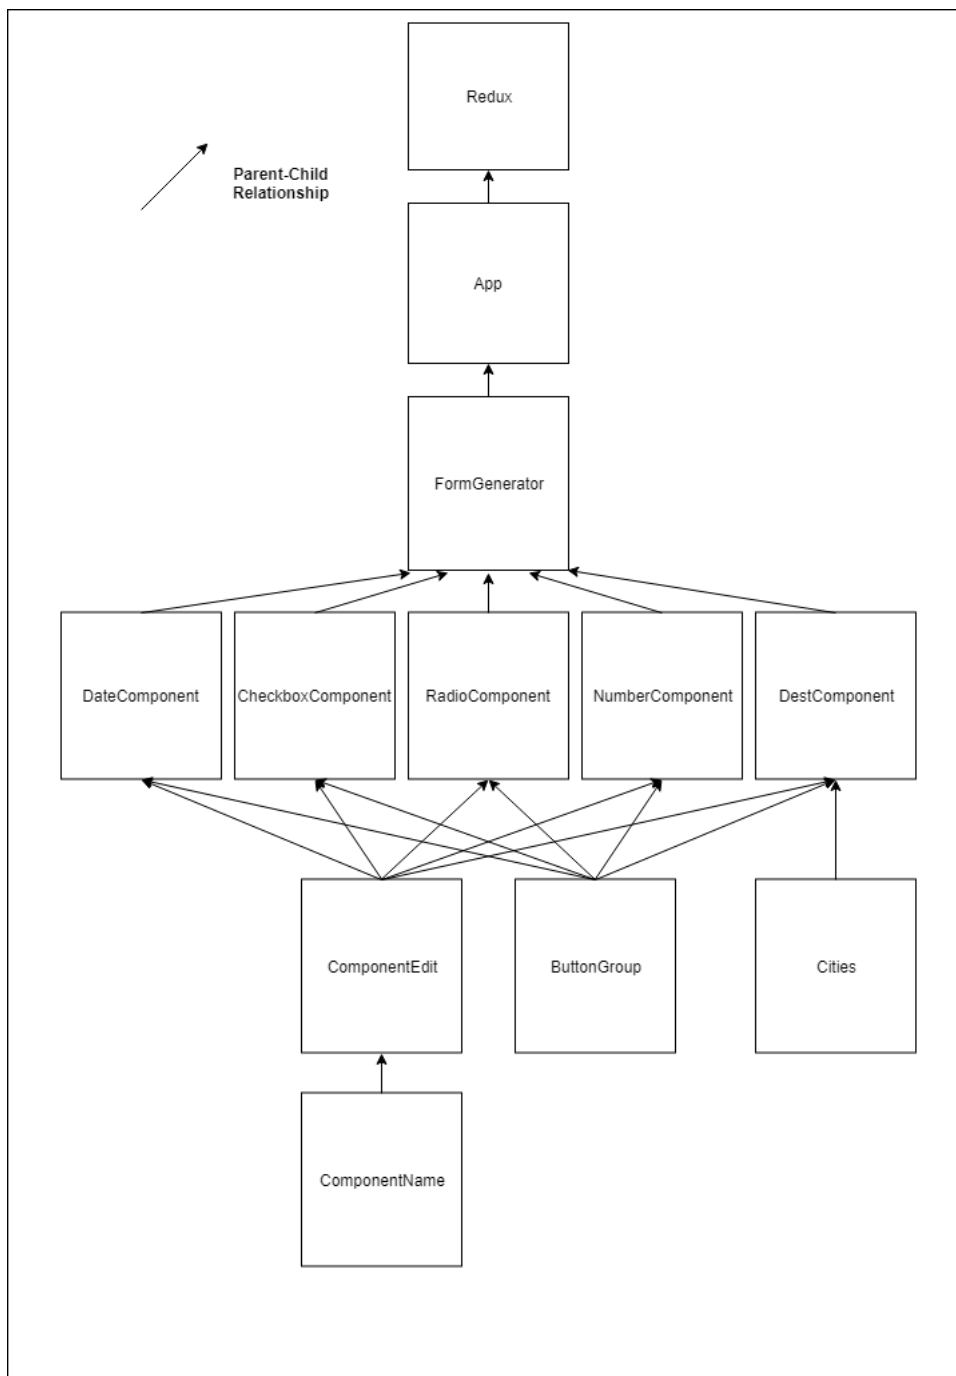 Redux
Parent-Child
Relationship
App
FormGenerator
DateComponent
CheckboxComponent
RadioComponent
NumberComponent
DestComponent
ComponentEdit
ButtonGroup
Cities
ComponentName